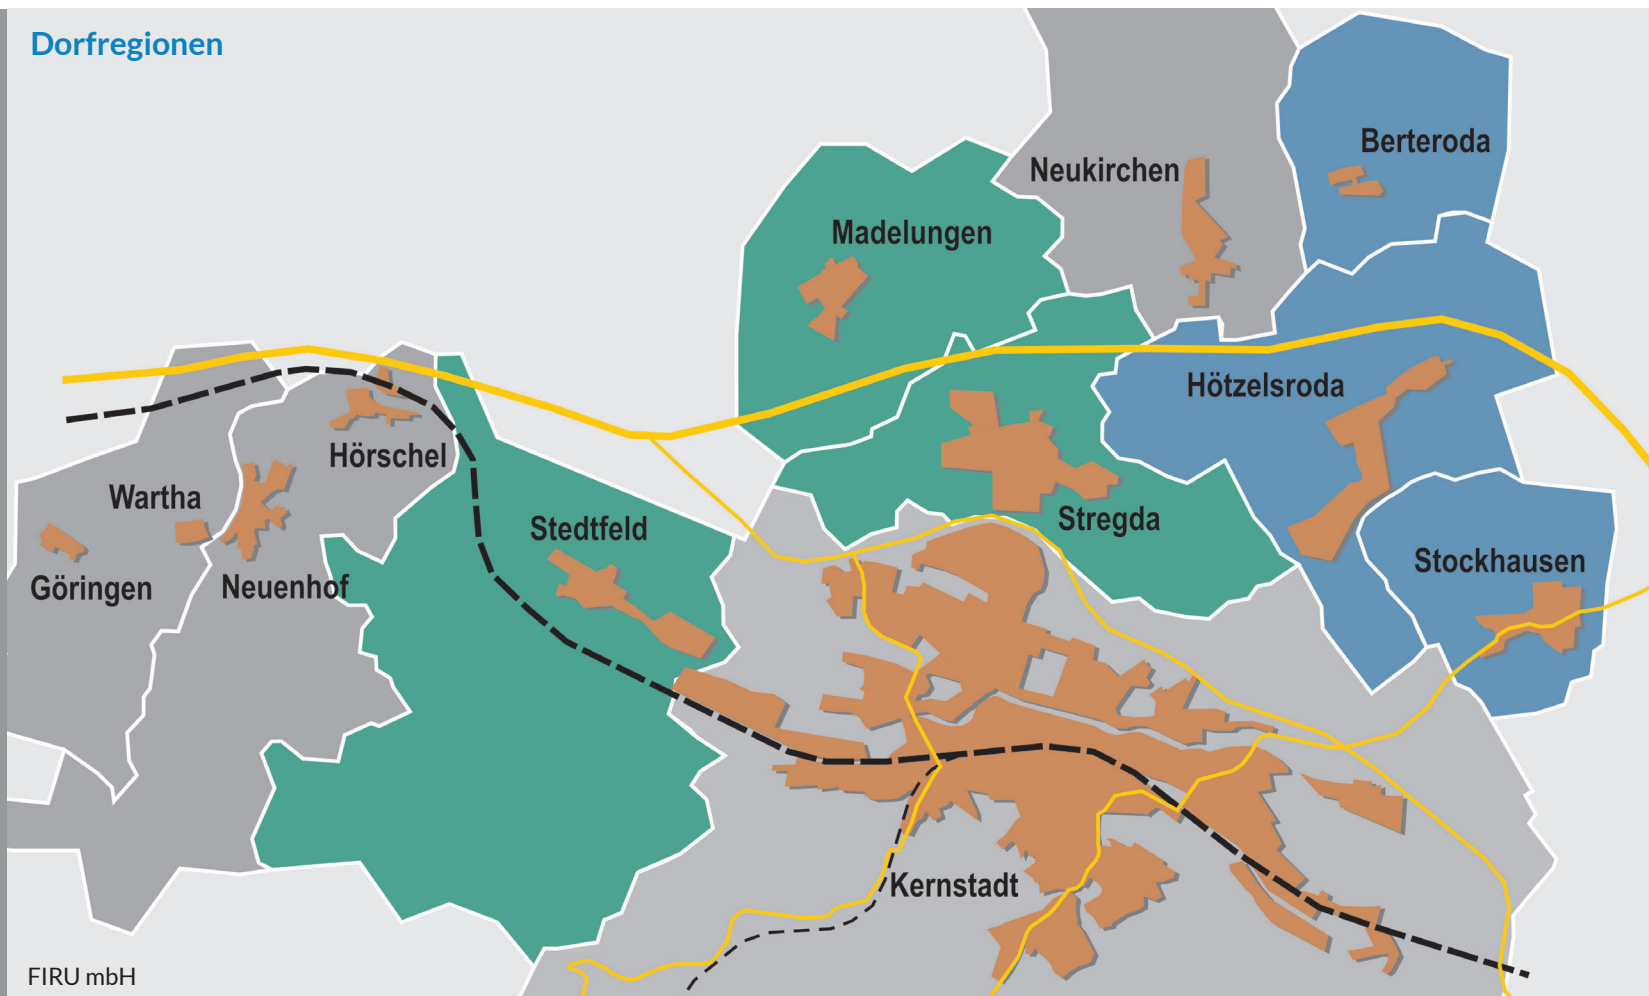 Dorfregionen
Berteroda
Neukirchen
Madelungen
Hötzelsroda
Hörschel
Wartha
Stedtfeld
Stregda
Stockhausen
Göringen
Neuenhof
Kernstadt
FIRU mbH